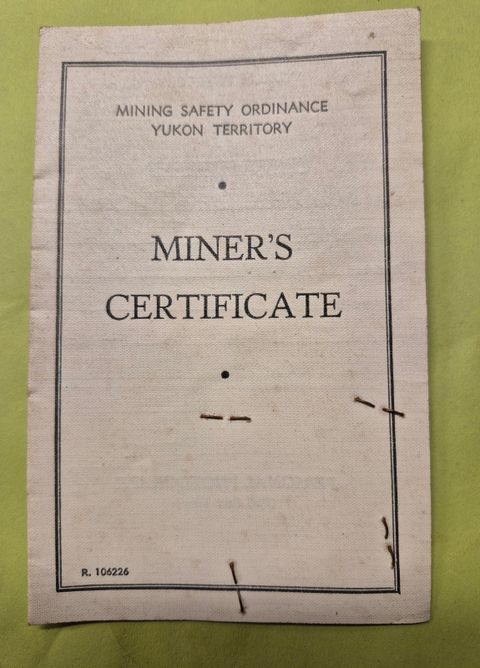 MINING SAFETY ORDINANCE
YUKON TERRITORY
MINER'S
CERTIFICATE
R. 106226